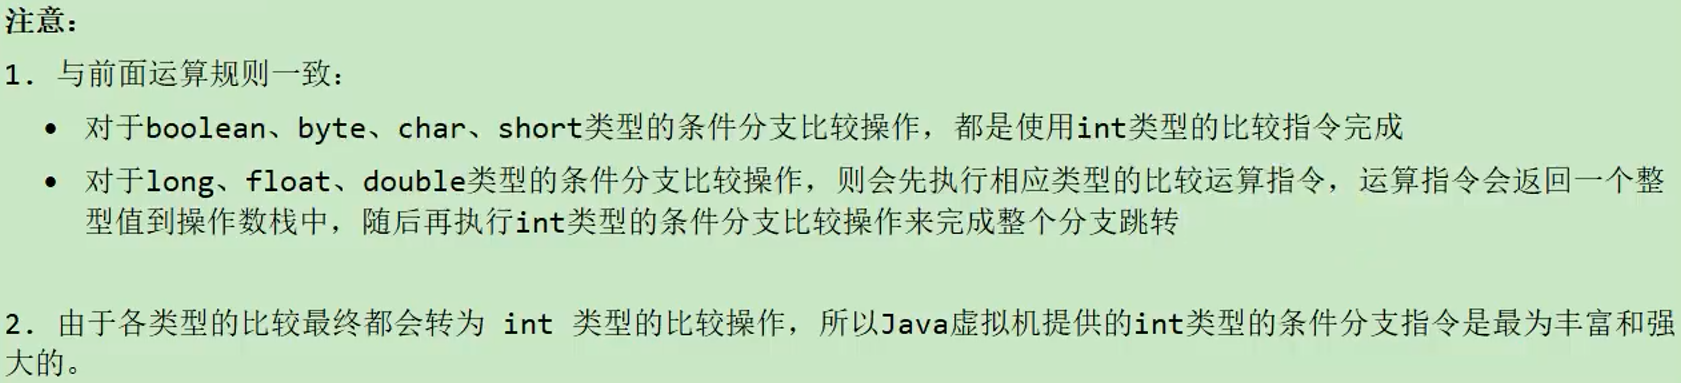 注意：
1. 与前面运算规则一致：
• 对于boolean、byte、char、short类型的条件分支比较操作，都是使用int类型的比较指令完成
• 对于long、float、double类型的条件分支比较操作，则会先执行相应类型的比较运算指令，运算指令会返回一个整
型值到操作数栈中，随后再执行int类型的条件分支比较操作来完成整个分支跳转
2. 由于各类型的比较最终都会转为 int 类型的比较操作，所以Java虚拟机提供的int类型的条件分支指令是最为丰富和强
大的。